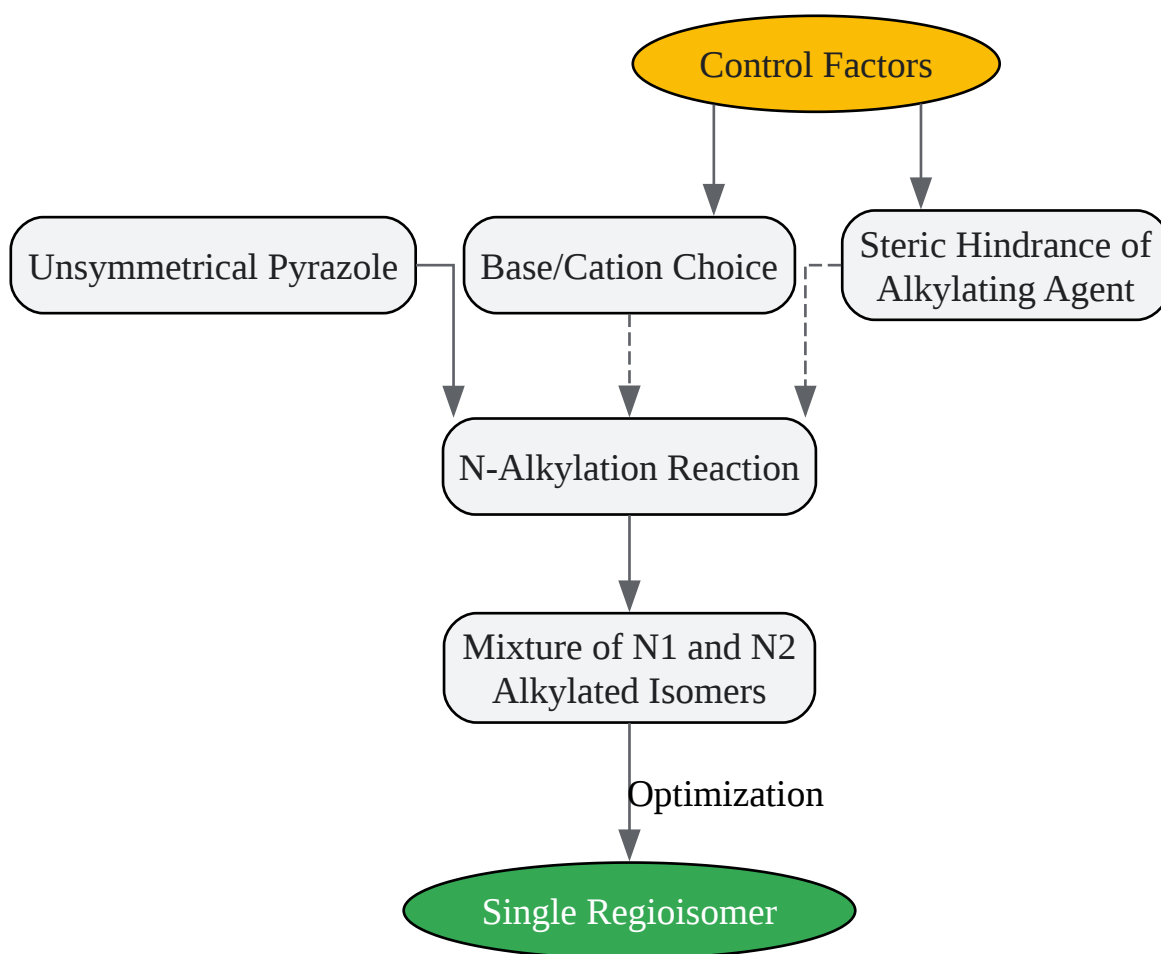 Control Factors
Unsymmetrical Pyrazole
Base/Cation Choice
Steric Hindrance of
Alkylating Agent
N-Alkylation Reaction
Mixture of N1 and N2
Alkylated Isomers
Optimization
Single Regioisomer